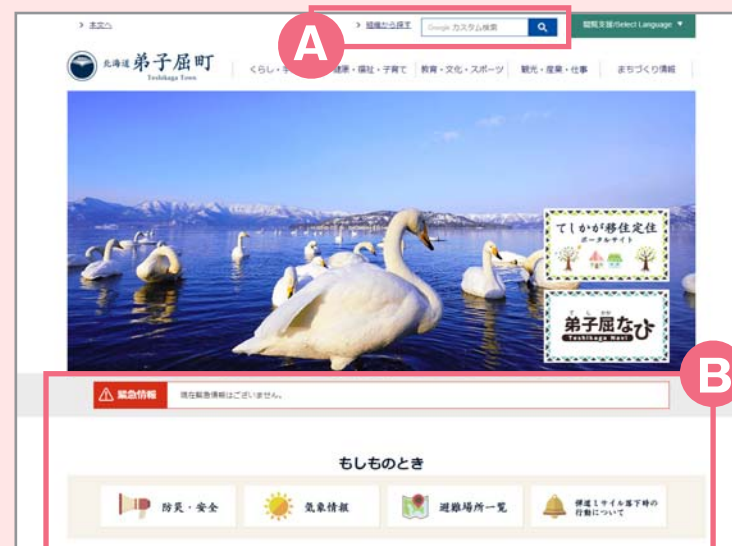 本文へ
組織から探す
Google カスタム検索
閲覧支援/Select Language ▼
A
北海道 弟子屈町
Teshikaga Town
くらし・手
健康・福祉・子育て
教育・文化・スポーツ
観光・産業・仕事
まちづくり情報
てしかが移住定住
ポータルサイト
てしかが
弟子屈なび
Teshikaga Navi
B
緊急情報
現在緊急情報はございません。
もしものとき
防災・安全
気象情報
避難場所一覧
弾道ミサイル落下時の
行動について